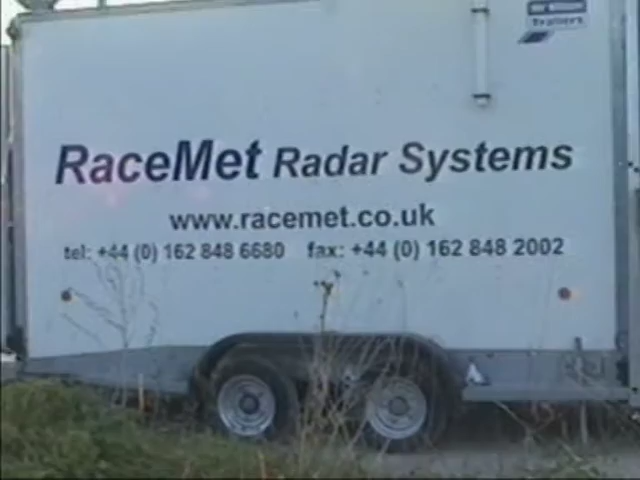 Trailers
RaceMet Radar Systems
www.racemet.co.uk
tel: +44 (0) 162 848 6680 fax: +44 (0) 162 848 2002